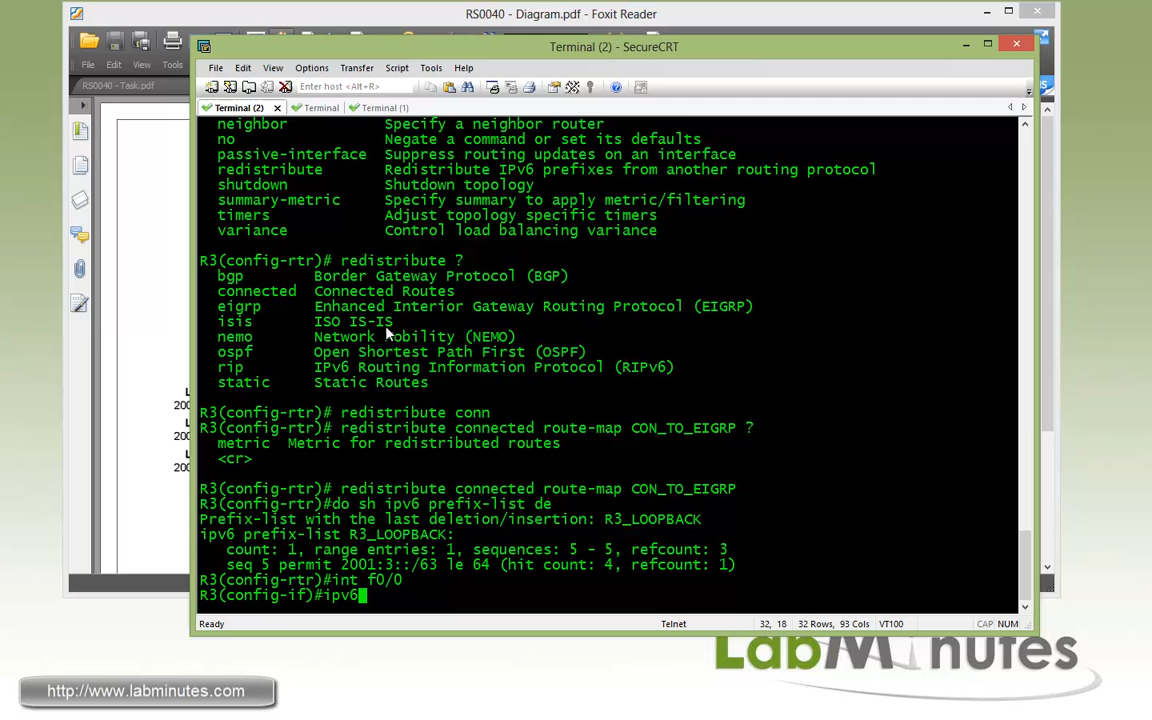 RS0040 - Diagram.pdf - Foxit Reader
Terminal (2) - SecureCRT
File Edit View Tools
File Edit View Options Transfer Script Tools Help
Enter host <Alt+R>
RS0040 - Task.pdf
Terminal (2) Terminal Terminal (1)
neighbor Specify a neighbor router
no Negate a command or set its defaults
passive-interface Suppress routing updates on an interface
redistribute Redistribute IPv6 prefixes from another routing protocol
shutdown Shutdown topology
summary-metric Specify summary to apply metric/filtering
timers Adjust topology specific timers
variance Control load balancing variance
R3(config-rtr)# redistribute ?
bgp Border Gateway Protocol (BGP)
connected Connected Routes
eigrp Enhanced Interior Gateway Routing Protocol (EIGRP)
isis ISO IS-IS
nemo Network Mobility (NEMO)
ospf Open Shortest Path First (OSPF)
rip IPv6 Routing Information Protocol (RIPv6)
static Static Routes
R3(config-rtr)# redistribute conn
R3(config-rtr)# redistribute connected route-map CON_TO_EIGRP ?
metric Metric for redistributed routes
<cr>
R3(config-rtr)# redistribute connected route-map CON_TO_EIGRP
R3(config-rtr)#do sh ipv6 prefix-list de
Prefix-list with the last deletion/insertion: R3_LOOPBACK
ipv6 prefix-list R3_LOOPBACK:
count: 1, range entries: 1, sequences: 5 - 5, refcount: 3
seq 5 permit 2001:3::/63 le 64 (hit count: 4, refcount: 1)
R3(config-rtr)#int f0/0
R3(config-if)#ipv6
L
200
L
200
L
200
Ready Telnet 32, 18 32 Rows, 93 Cols VT100 CAP NUM
LabMinutes
http://www.labminutes.com